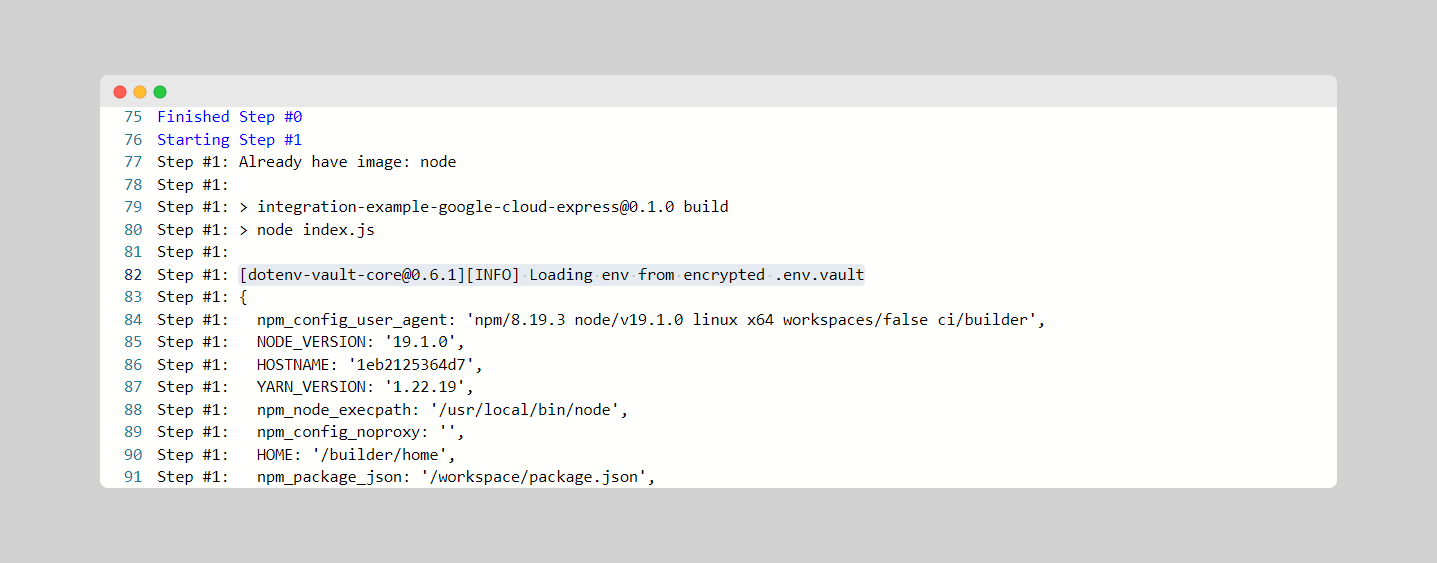 75 Finished Step #0
76 Starting Step #1
77 Step #1: Already have image: node
78 Step #1:
79 Step #1: > integration-example-google-cloud-express@0.1.0 build
80 Step #1: > node index.js
81 Step #1:
82 Step #1: [dotenv-vault-core@0.6.1][INFO] Loading env from encrypted .env.vault
83 Step #1: {
84 Step #1:   npm_config_user_agent: 'npm/8.19.3 node/v19.1.0 linux x64 workspaces/false ci/builder',
85 Step #1:   NODE_VERSION: '19.1.0',
86 Step #1:   HOSTNAME: '1eb2125364d7',
87 Step #1:   YARN_VERSION: '1.22.19',
88 Step #1:   npm_node_execpath: '/usr/local/bin/node',
89 Step #1:   npm_config_noproxy: '',
90 Step #1:   HOME: '/builder/home',
91 Step #1:   npm_package_json: '/workspace/package.json',